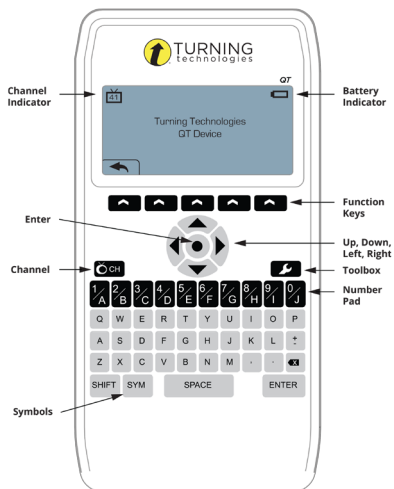 TURNING
technologies
QT
Channel
Indicator
41
Battery
Indicator
Turning Technologies
QT Device
Function
Keys
Enter
Up, Down,
Left, Right
Channel
CH
Toolbox
1/A 2/B 3/C 4/D 5/E 6/F 7/G 8/H 9/I 0/J
Number
Pad
Q W E R T Y U I O P
A S D F G H J K L ±
Z X C V B N M
SHIFT SYM SPACE ENTER
Symbols